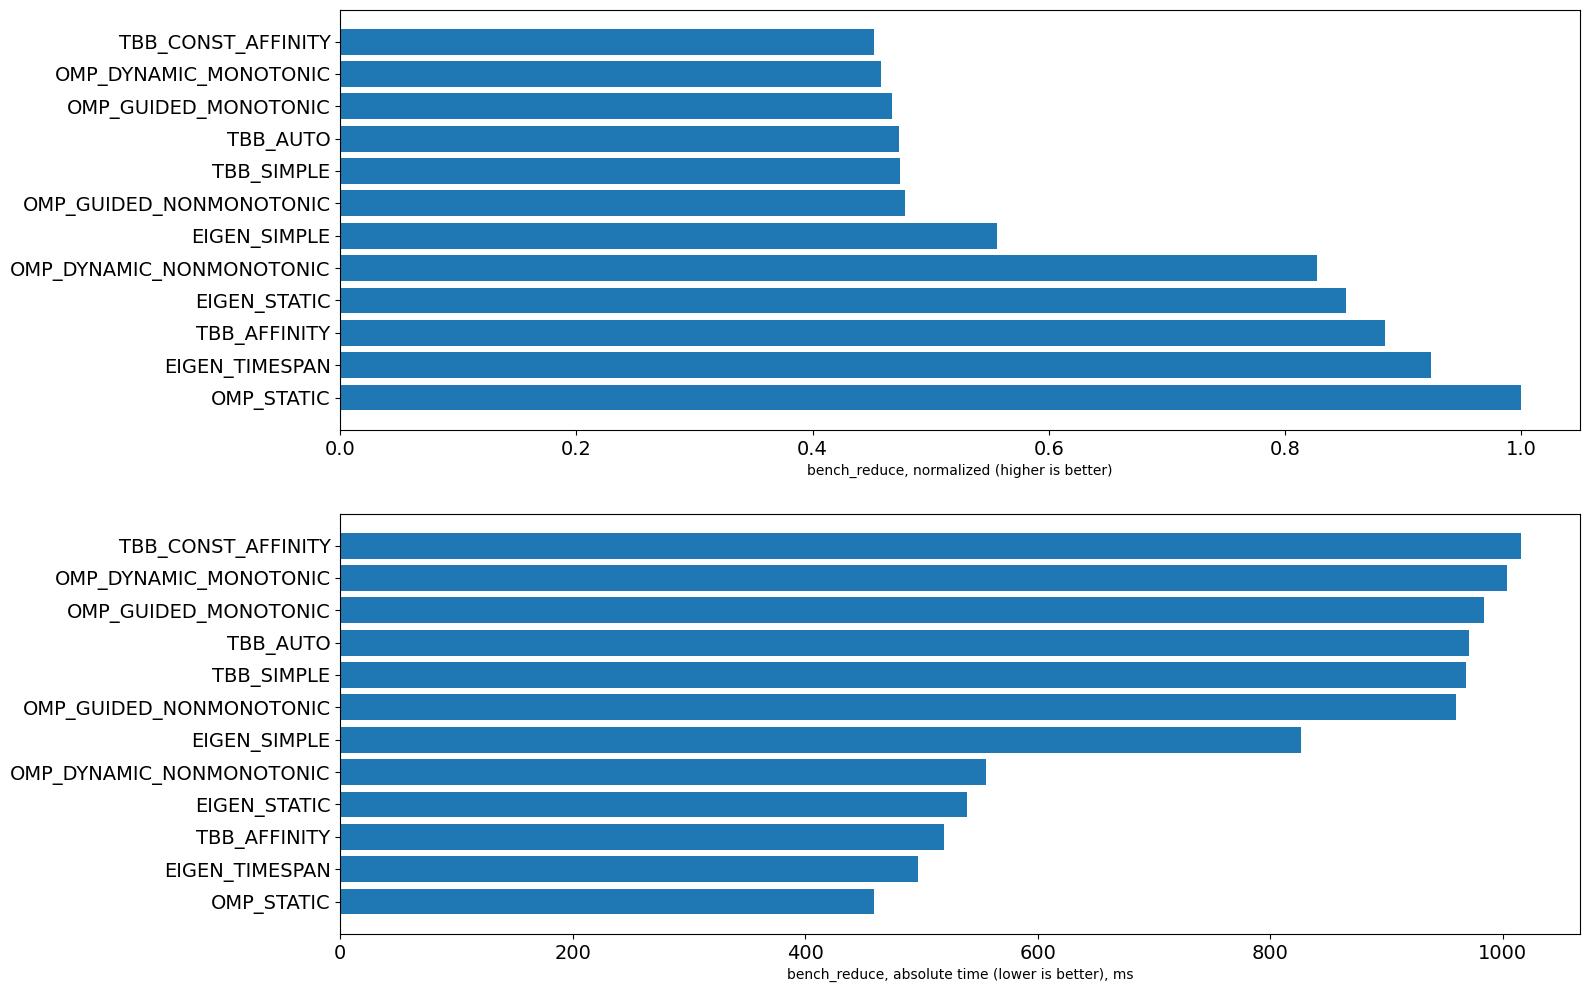 TBB_CONST_AFFINITY
OMP_DYNAMIC_MONOTONIC
OMP_GUIDED_MONOTONIC
TBB_AUTO
TBB_SIMPLE
OMP_GUIDED_NONMONOTONIC
EIGEN_SIMPLE
OMP_DYNAMIC_NONMONOTONIC
EIGEN_STATIC
TBB_AFFINITY
EIGEN_TIMESPAN
OMP_STATIC
0.0 0.2 0.4 0.6 0.8 1.0
bench_reduce, normalized (higher is better)
TBB_CONST_AFFINITY
OMP_DYNAMIC_MONOTONIC
OMP_GUIDED_MONOTONIC
TBB_AUTO
TBB_SIMPLE
OMP_GUIDED_NONMONOTONIC
EIGEN_SIMPLE
OMP_DYNAMIC_NONMONOTONIC
EIGEN_STATIC
TBB_AFFINITY
EIGEN_TIMESPAN
OMP_STATIC
0 200 400 600 800 1000
bench_reduce, absolute time (lower is better), ms